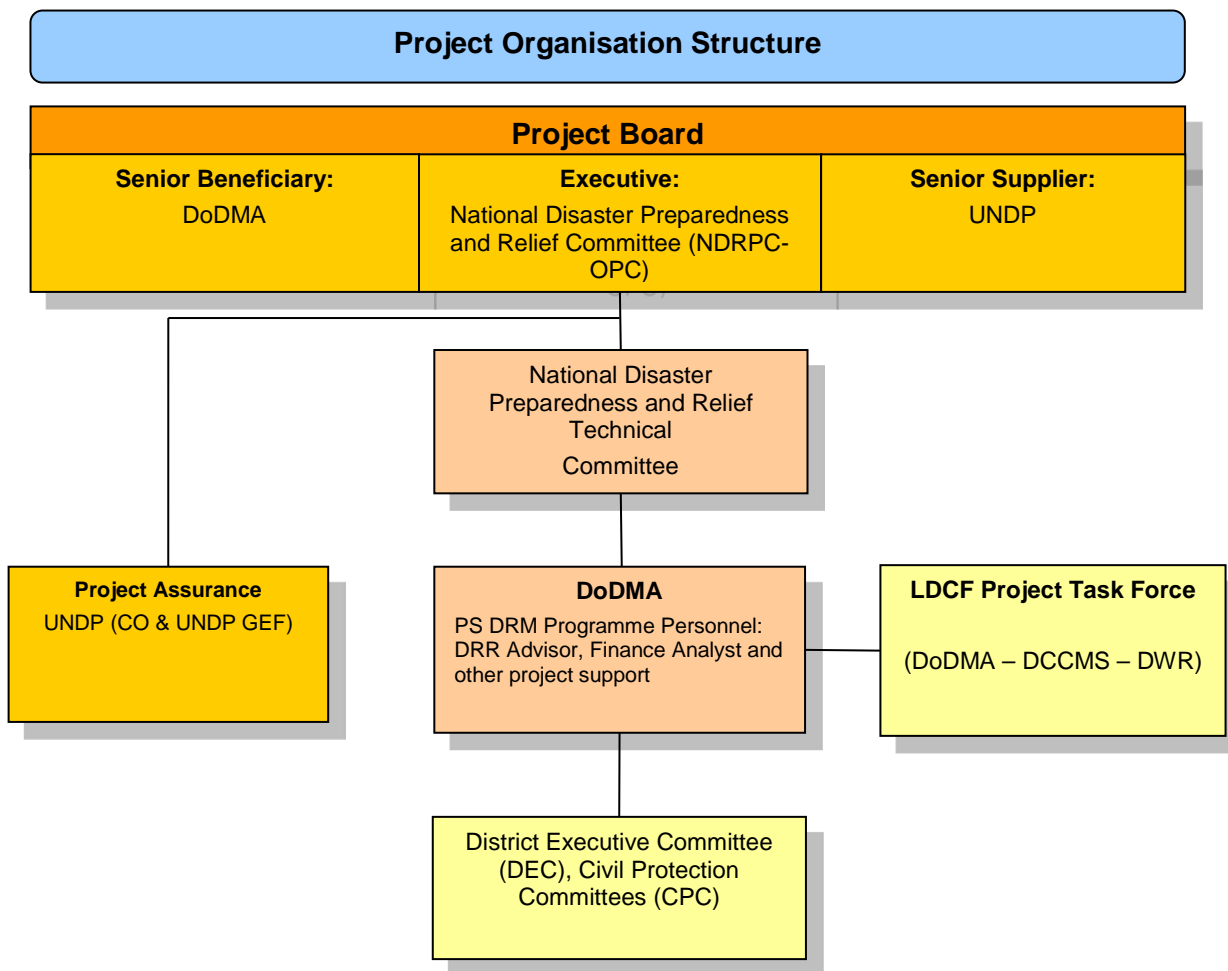 Project Organisation Structure
Project Board
Senior Beneficiary:
DoDMA
Executive:
National Disaster Preparedness
and Relief Committee (NDRPC-
OPC)
Senior Supplier:
UNDP
National Disaster
Preparedness and Relief
Technical
Committee
Project Assurance
UNDP (CO & UNDP GEF)
DoDMA
PS DRM Programme Personnel:
DRR Advisor, Finance Analyst and
other project support
LDCF Project Task Force
(DoDMA – DCCMS – DWR)
District Executive Committee
(DEC), Civil Protection
Committees (CPC)